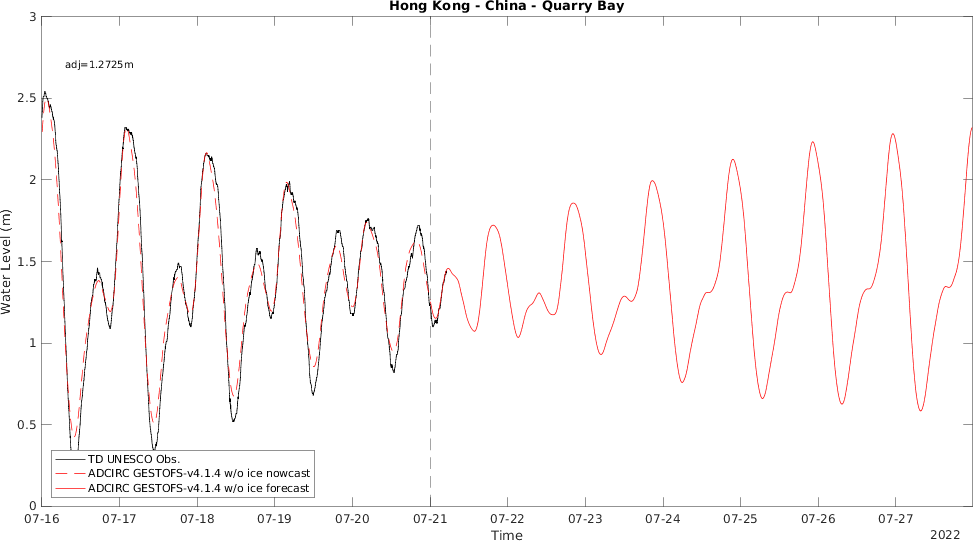 Hong Kong - China - Quarry Bay
3
adj=1.2725m
2.5
2
1.5
1
0.5
0
Water Level (m)
TD UNESCO Obs.
ADCIRC GESTOFS-v4.1.4 w/o ice nowcast
ADCIRC GESTOFS-v4.1.4 w/o ice forecast
07-16 07-17 07-18 07-19 07-20 07-21 07-22 07-23 07-24 07-25 07-26 07-27
Time
2022